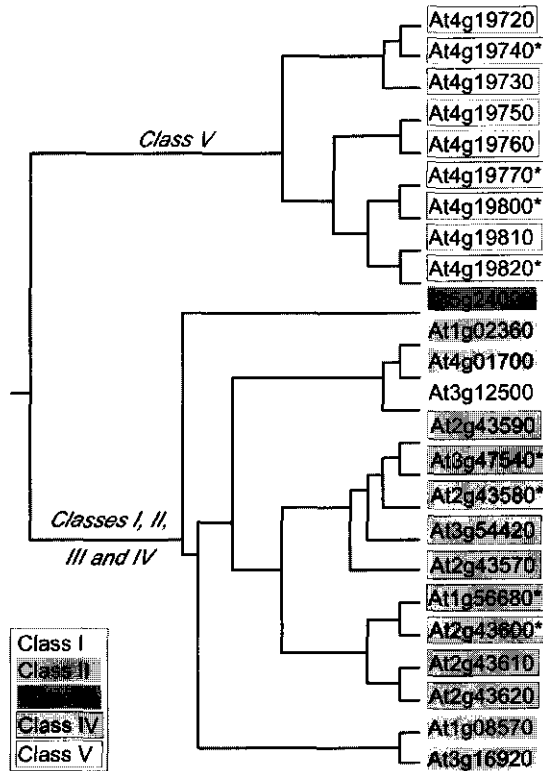 At4g19720
At4g19740*
At4g19730
At4g19750
Class V
At4g19760
At4g19770*
At4g19800*
At4g19810
At4g19820*
At1g02360
At4g01700
At3g12500
At2g43590
At3g47540*
At2g43580*
Classes I, II,
III and IV
At3g54420
At2g43570
At1g56680*
At2g43600*
At2g43610
At2g43620
At1g08570
At3g16920
Class I
Class II
Class IV
Class V